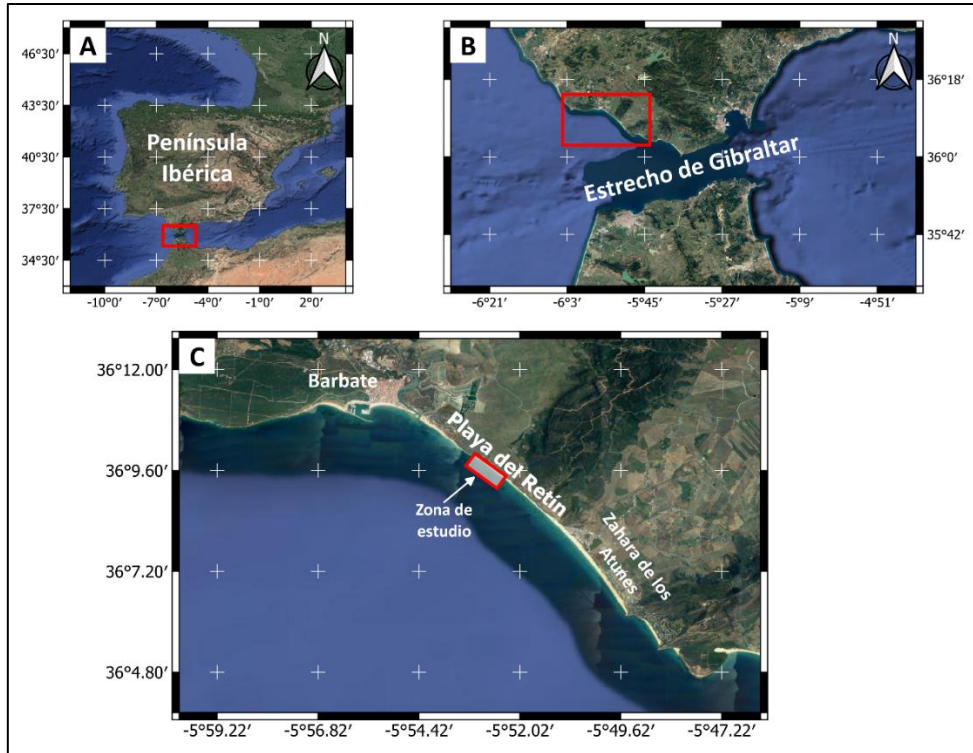 A
N
46°30′
43°30′
40°30′
37°30′
34°30′
Península
Ibérica
-10°0′ -7°0′ -4°0′ -1°0′ 2°0′
B
N
36°18′
36°0′
35°42′
Estrecho de Gibraltar
-6°21′ -6°3′ -5°45′ -5°27′ -5°9′ -4°51′
C
36°12.00′
36°9.60′
36°7.20′
36°4.80′
Barbate
Playa del Retín
Zona de
estudio
Zahara de los
Atunes
-5°59.22′ -5°56.82′ -5°54.42′ -5°52.02′ -5°49.62′ -5°47.22′